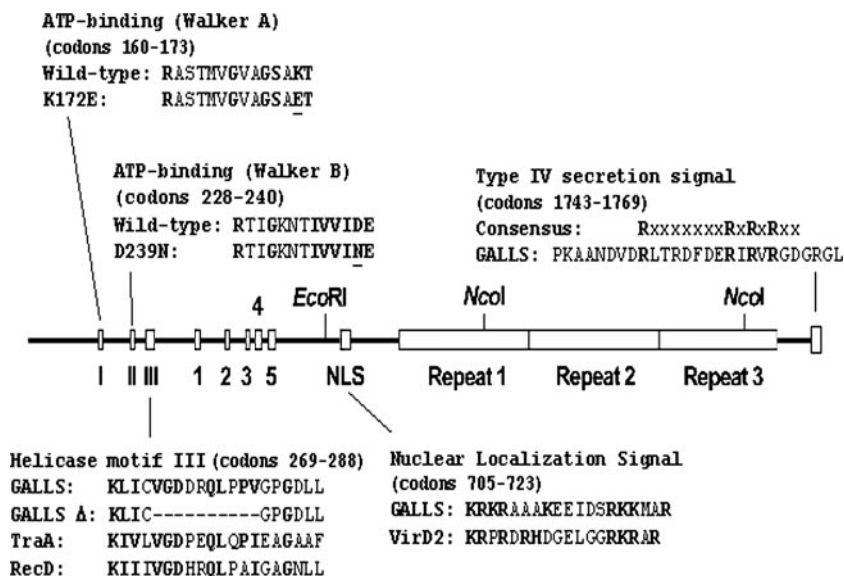 ATP-binding (Walker A)
(codons 160-173)
Wild-type: RASTMVGVAGSAKT
K172E: RASTMVGVAGSAET
ATP-binding (Walker B)
(codons 228-240)
Wild-type: RTIGKNTIVVIDE
D239N: RTIGKNTIVVINE
Type IV secretion signal
(codons 1743-1769)
Consensus: RxxxxxxxRxRxRxx
GALLS: PKAANDVDRLTRDFDERIRVRGDGRGL
4
EcoRI
NcoI
NcoI
I II III 1 2 3 5 NLS Repeat 1 Repeat 2 Repeat 3
Helicase motif III (codons 269-288)
GALLS: KLICVGDDRQLPPVGPGDLL
GALLS Δ: KLIC----------GPGDLL
TraA: KIVLVGDPEQLQPIEAGAAF
RecD: KIIIVGDHRQLPAIGAGNLL
Nuclear Localization Signal
(codons 705-723)
GALLS: KRKRAAAKEEIDSRKKMAR
VirD2: KRPRDRHDGELGGRKRAR